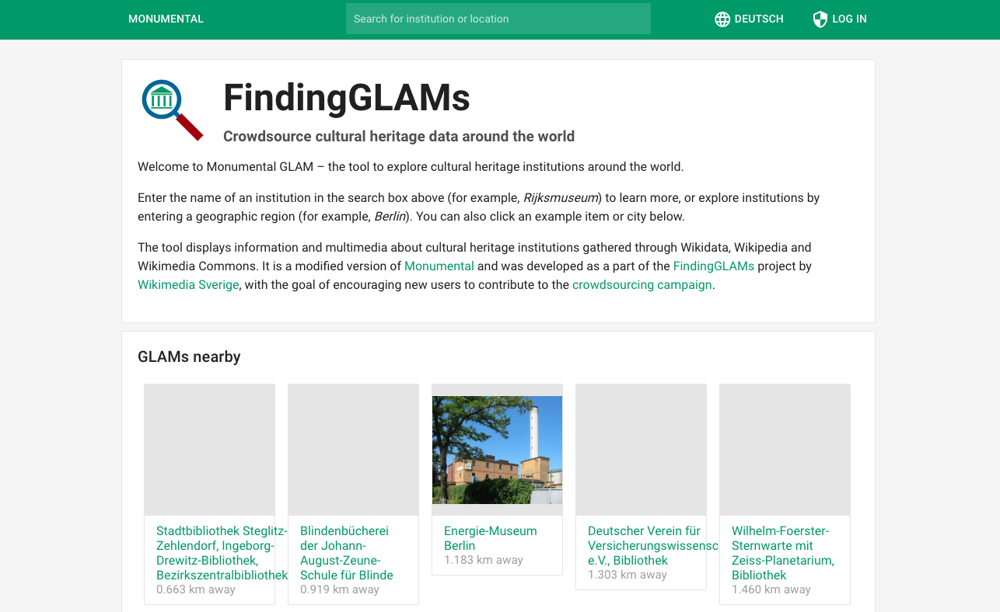 MONUMENTAL
Search for institution or location
DEUTSCH
LOG IN
FindingGLAMs
Crowdsource cultural heritage data around the world
Welcome to Monumental GLAM – the tool to explore cultural heritage institutions around the world.
Enter the name of an institution in the search box above (for example, Rijksmuseum) to learn more, or explore institutions by
entering a geographic region (for example, Berlin). You can also click an example item or city below.
The tool displays information and multimedia about cultural heritage institutions gathered through Wikidata, Wikipedia and
Wikimedia Commons. It is a modified version of Monumental and was developed as a part of the FindingGLAMs project by
Wikimedia Sverige, with the goal of encouraging new users to contribute to the crowdsourcing campaign.
GLAMs nearby
Stadtbibliothek Steglitz-
Zehlendorf, Ingeborg-
Drewitz-Bibliothek,
Bezirkszentralbibliothek
0.663 km away
Blindenbücherei
der Johann-
August-Zeune-
Schule für Blinde
0.919 km away
Energie-Museum
Berlin
1.183 km away
Deutscher Verein für
Versicherungswissensc
e.V., Bibliothek
1.303 km away
Wilhelm-Foerster-
Sternwarte mit
Zeiss-Planetarium,
Bibliothek
1.460 km away